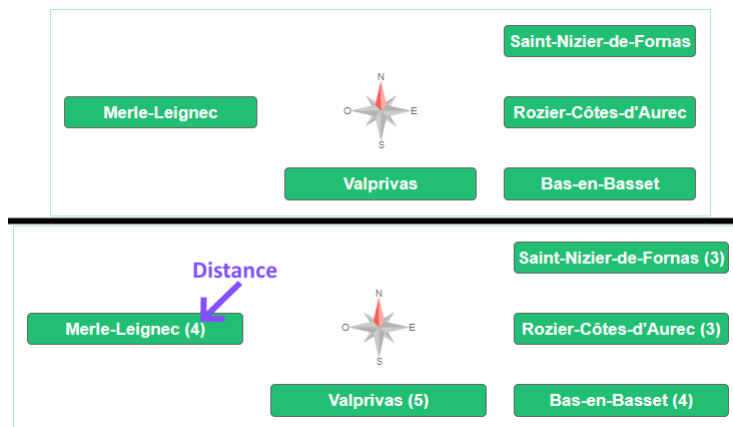 Saint-Nizier-de-Fornas
N
Merle-Leignec
O
E
Rozier-Côtes-d'Aurec
S
Valprivas
Bas-en-Basset
Saint-Nizier-de-Fornas (3)
Distance
N
Merle-Leignec (4)
O
E
Rozier-Côtes-d'Aurec (3)
S
Valprivas (5)
Bas-en-Basset (4)